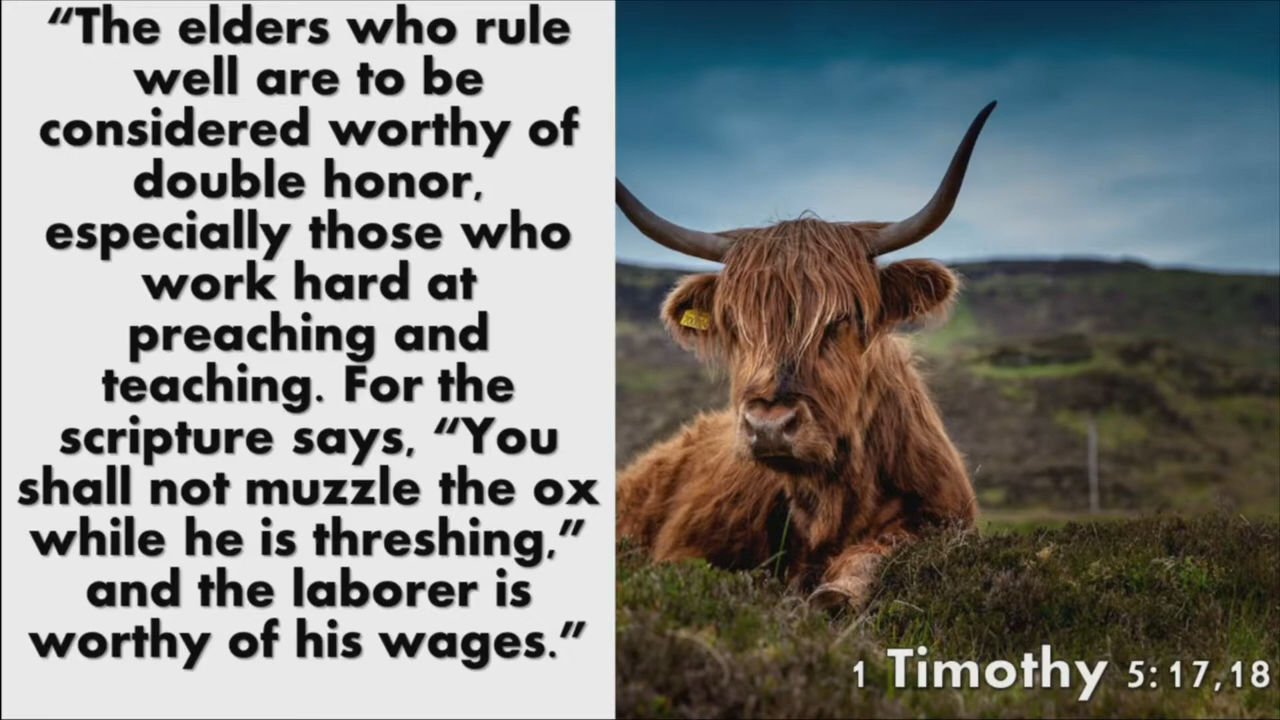 “The elders who rule
well are to be
considered worthy of
double honor,
especially those who
work hard at
preaching and
teaching. For the
scripture says, “You
shall not muzzle the ox
while he is threshing,”
and the laborer is
worthy of his wages.”
1 Timothy 5:17,18